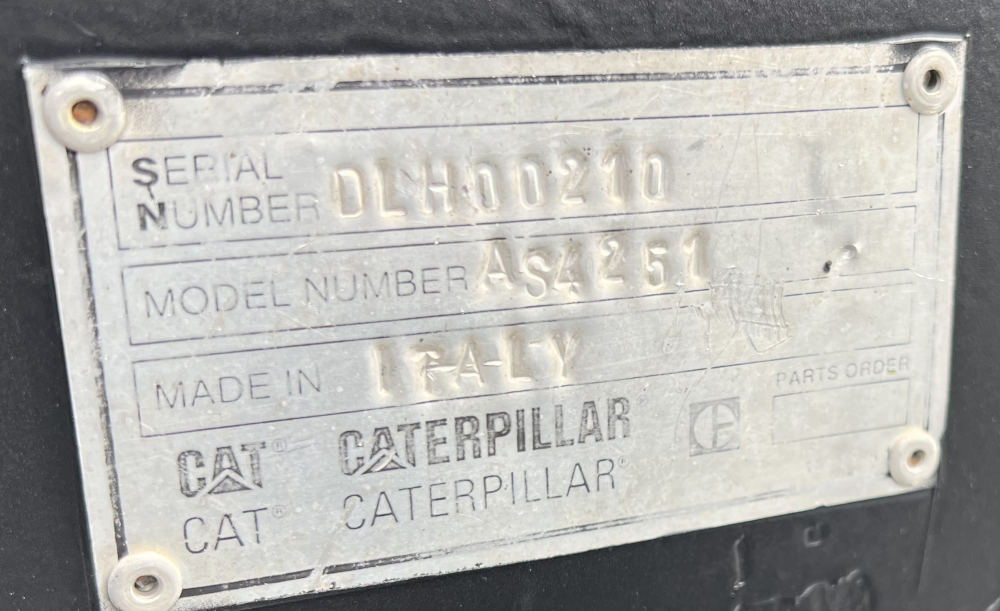 SERIAL NUMBER DLH00210
MODEL NUMBER AS4251
MADE IN ITALY
PARTS ORDER
CAT® CATERPILLAR®
CAT® CATERPILLAR®